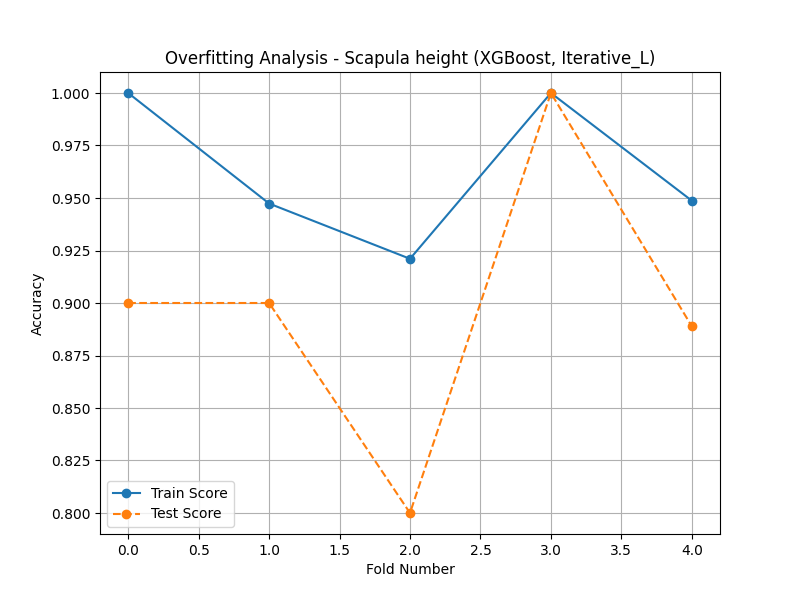 Overfitting Analysis - Scapula height (XGBoost, Iterative_L)
1.000
0.975
0.950
0.925
0.900
0.875
0.850
0.825
0.800
Accuracy
Train Score
Test Score
0.0 0.5 1.0 1.5 2.0 2.5 3.0 3.5 4.0
Fold Number